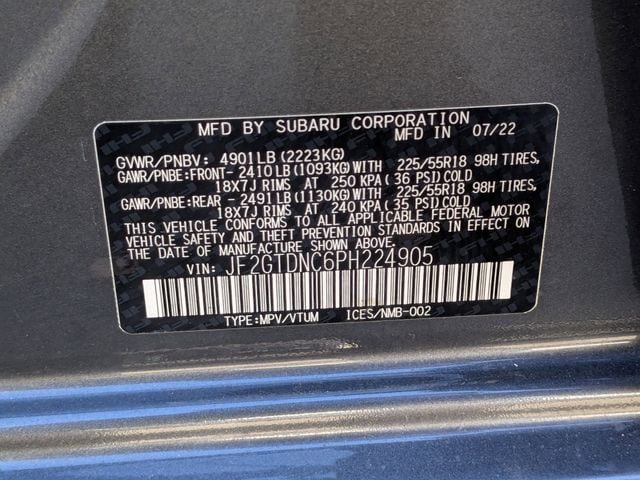 MFD BY SUBARU CORPORATION
MFD IN 07/22
GVWR/PNBV: 4901LB(2223KG)
GAWR/PNBE:FRONT- 2410LB(1093KG)WITH 225/55R18 98H TIRES,
18X7J RIMS AT 250 KPA(36 PSI)COLD
GAWR/PNBE:REAR - 2491LB(1130KG)WITH 225/55R18 98H TIRES,
18X7J RIMS AT 240 KPA(35 PSI)COLD
THIS VEHICLE CONFORMS TO ALL APPLICABLE FEDERAL MOTOR
VEHICLE SAFETY AND THEFT PREVENTION STANDARDS IN EFFECT ON
THE DATE OF MANUFACTURE SHOWN ABOVE.
VIN: JF2GTDNC6PH224905
TYPE:MPV/VTUM ICES/NMB-002